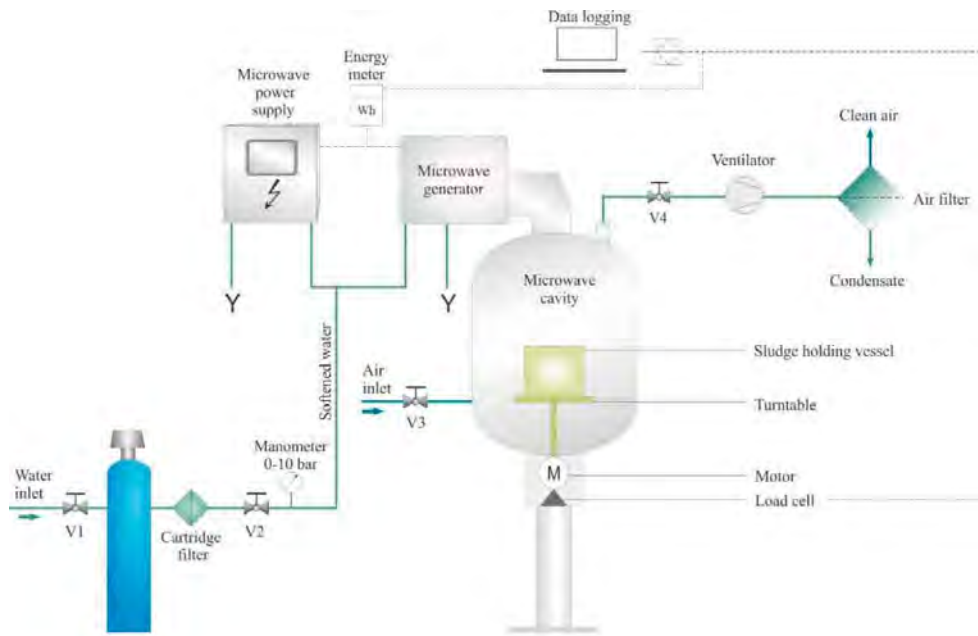 Data logging
Energy
meter
Wh
Microwave
power
supply
Microwave
generator
Clean air
Ventilator
V4
Air filter
Condensate
Microwave
cavity
Y
Y
Softened water
Sludge holding vessel
Air
inlet
V3
Turntable
Manometer
0-10 bar
M
Motor
Load cell
Water
inlet
V1
Cartridge
filter
V2